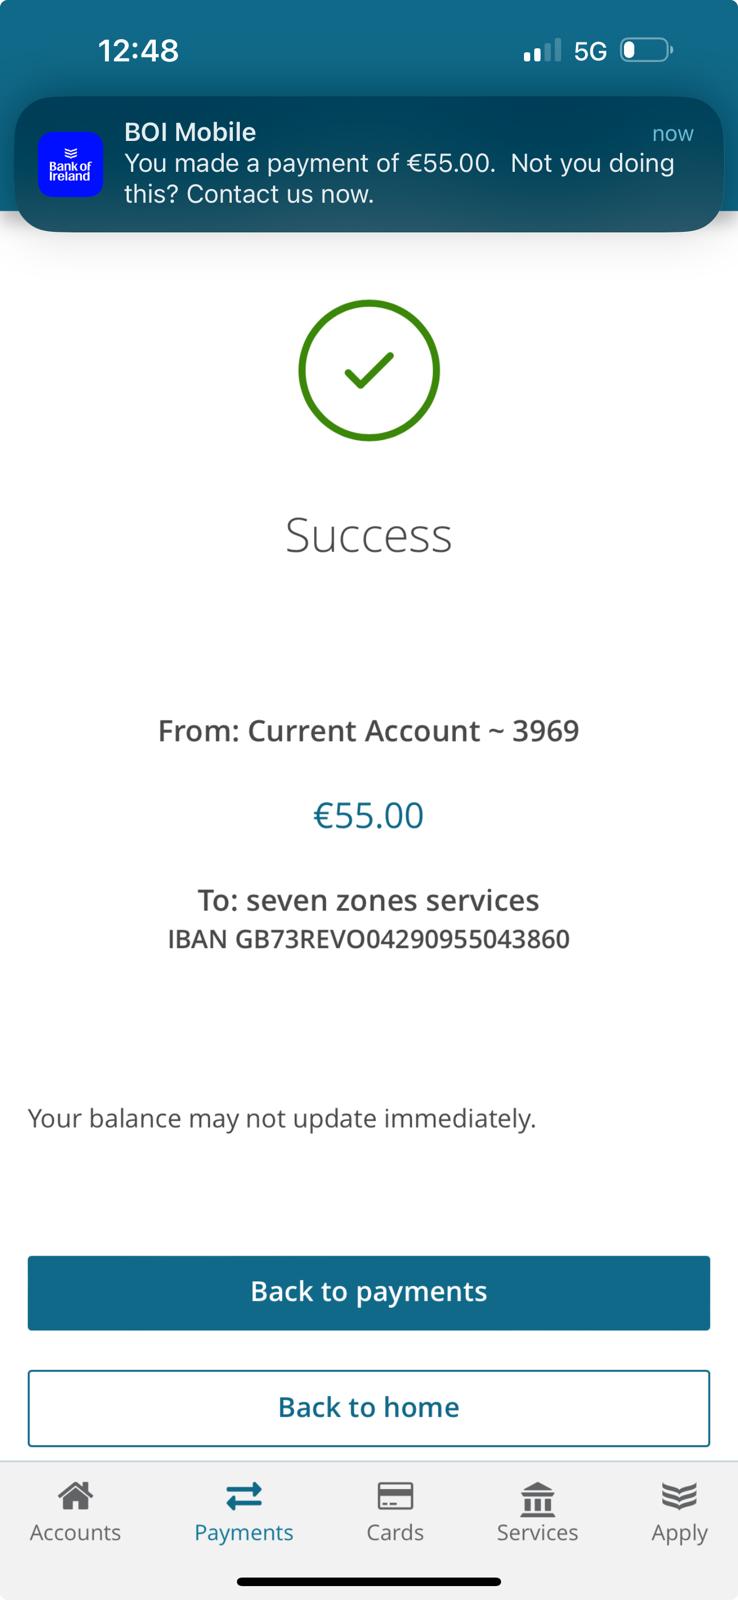 12:48
5G
BOI Mobile
now
Bank of
Ireland
You made a payment of €55.00.  Not you doing
this? Contact us now.
Success
From: Current Account ~ 3969
€55.00
To: seven zones services
IBAN GB73REVO04290955043860
Your balance may not update immediately.
Back to payments
Back to home
Accounts
Payments
Cards
Services
Apply